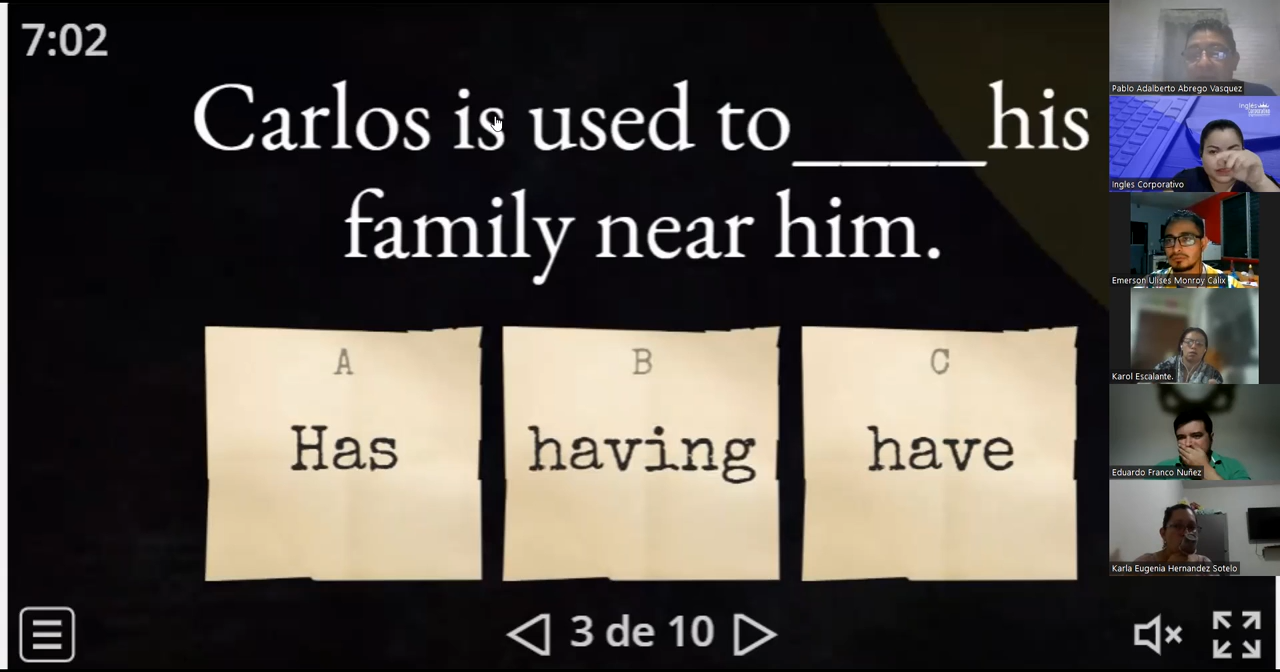 7:02
Carlos is used to_____his
family near him.
A
Has
B
having
C
have
3 de 10
Pablo Adalberto Abrego Vasquez
Ingles Corporativo
Emerson Ulises Monroy Calix
Karol Escalante.
Eduardo Franco Nuñez
Karla Eugenia Hernandez Sotelo